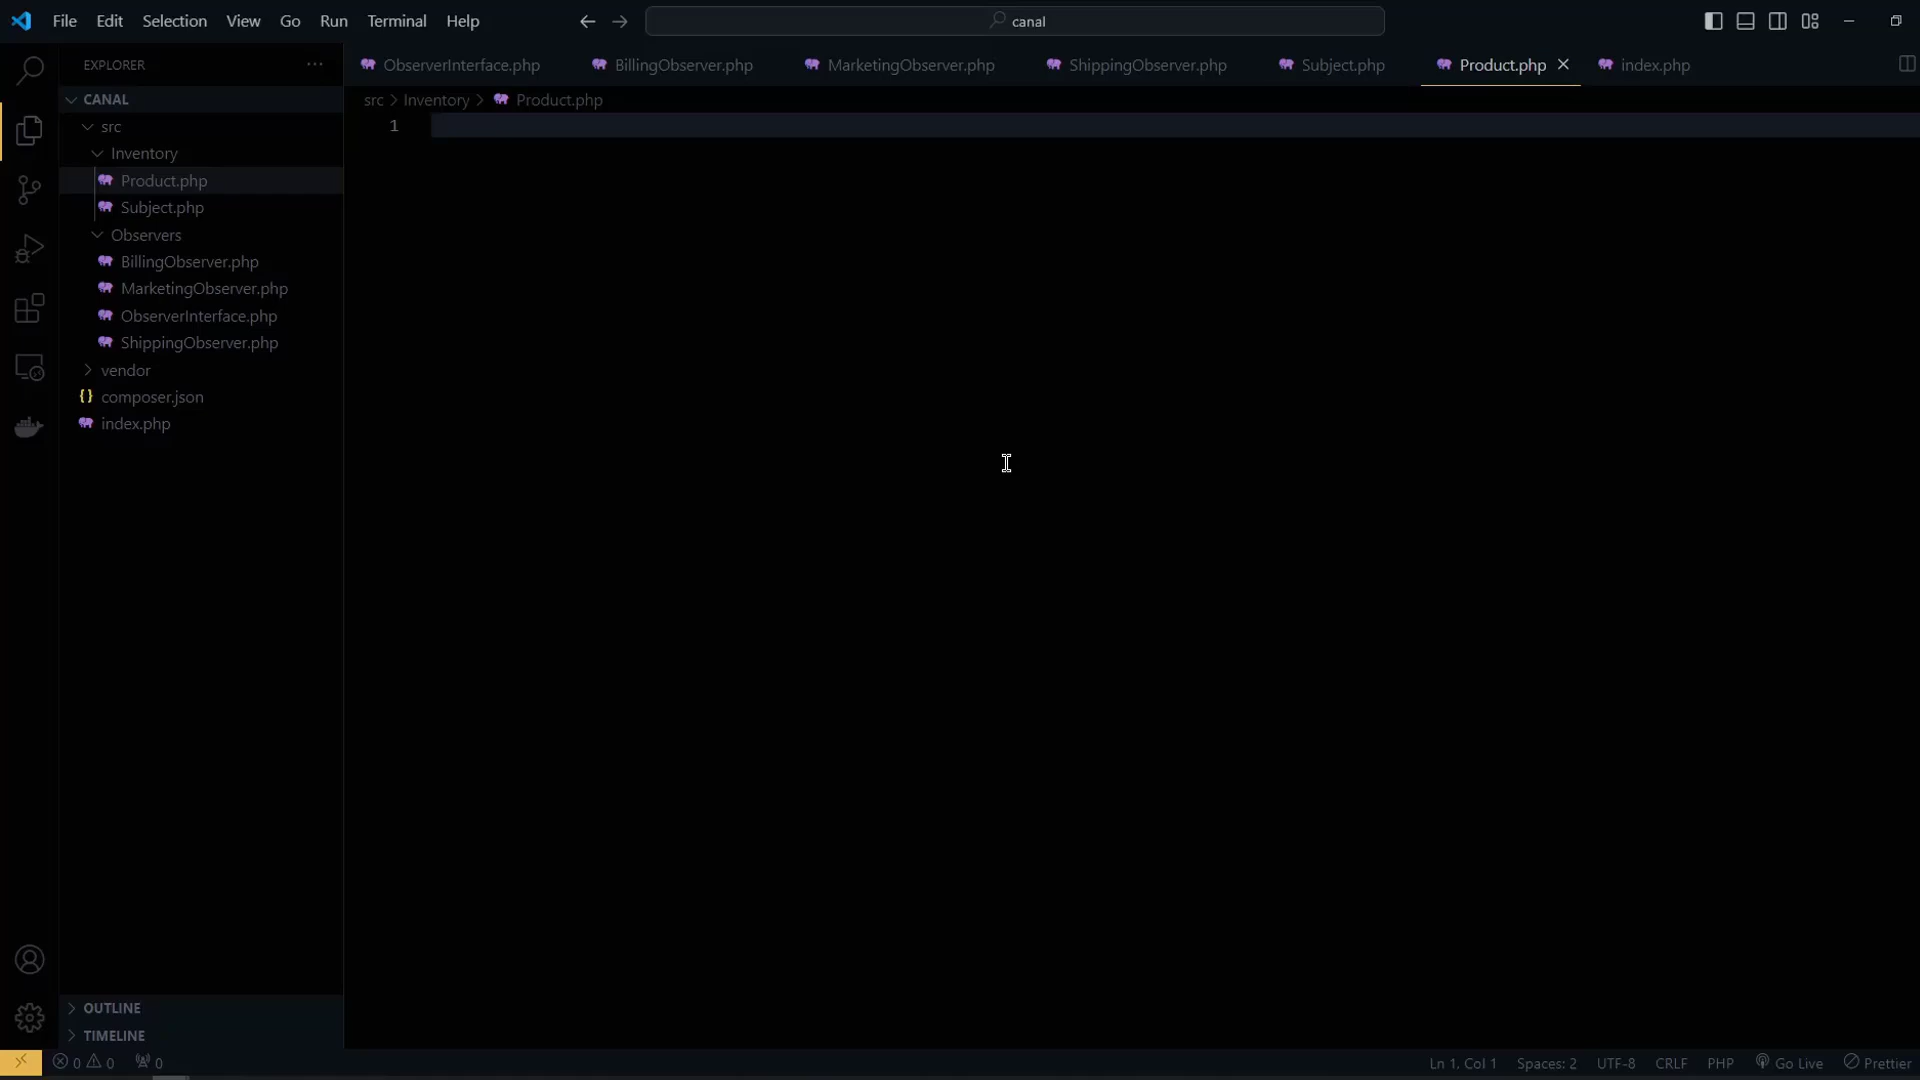 File Edit Selection View Go Run Terminal Help canal
EXPLORER
ObserverInterface.php BillingObserver.php MarketingObserver.php ShippingObserver.php Subject.php Product.php index.php
CANAL
src > Inventory > Product.php
1
src
Inventory
Product.php
Subject.php
Observers
BillingObserver.php
MarketingObserver.php
ObserverInterface.php
ShippingObserver.php
vendor
{} composer.json
index.php
OUTLINE
TIMELINE
0 0 0 Ln 1, Col 1 Spaces: 2 UTF-8 CRLF PHP Go Live Prettier